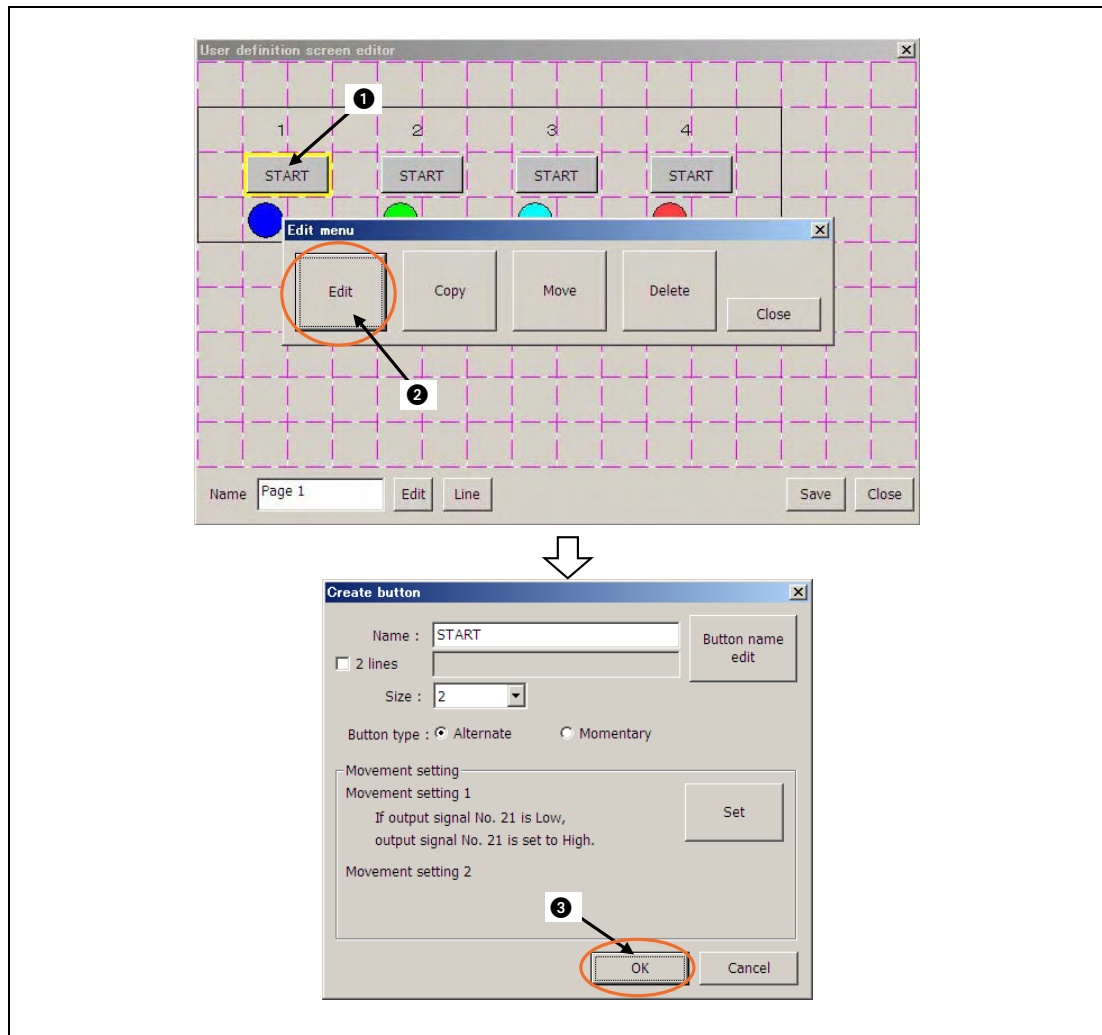 User definition screen editor
❶
1 2 3 4
START START START START
Edit menu
Edit Copy Move Delete Close
❷
Name Page 1 Edit Line Save Close
Create button
Name : START Button name
edit
2 lines
Size : 2
Button type : Alternate Momentary
Movement setting
Movement setting 1
If output signal No. 21 is Low,
output signal No. 21 is set to High.
Set
Movement setting 2
❸
OK Cancel